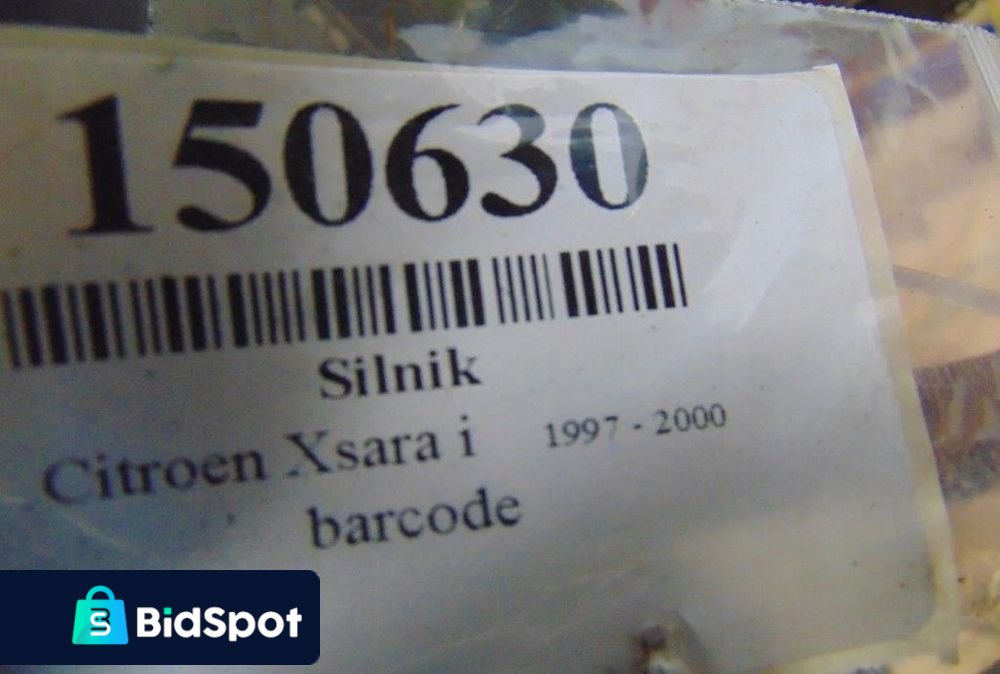 150630
Silnik
Citroen Xsara i 1997 - 2000
barcode
BidSpot